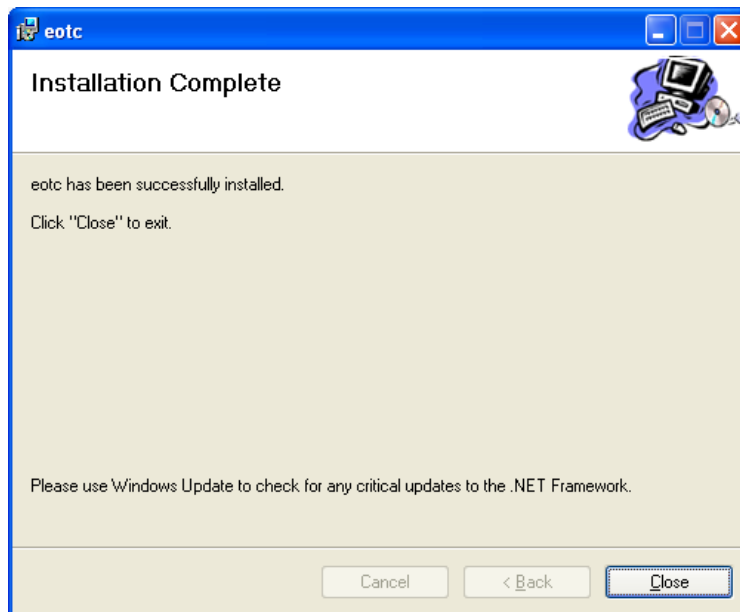 eotc
Installation Complete
eotc has been successfully installed.
Click "Close" to exit.
Please use Windows Update to check for any critical updates to the .NET Framework.
Cancel
< Back
Close